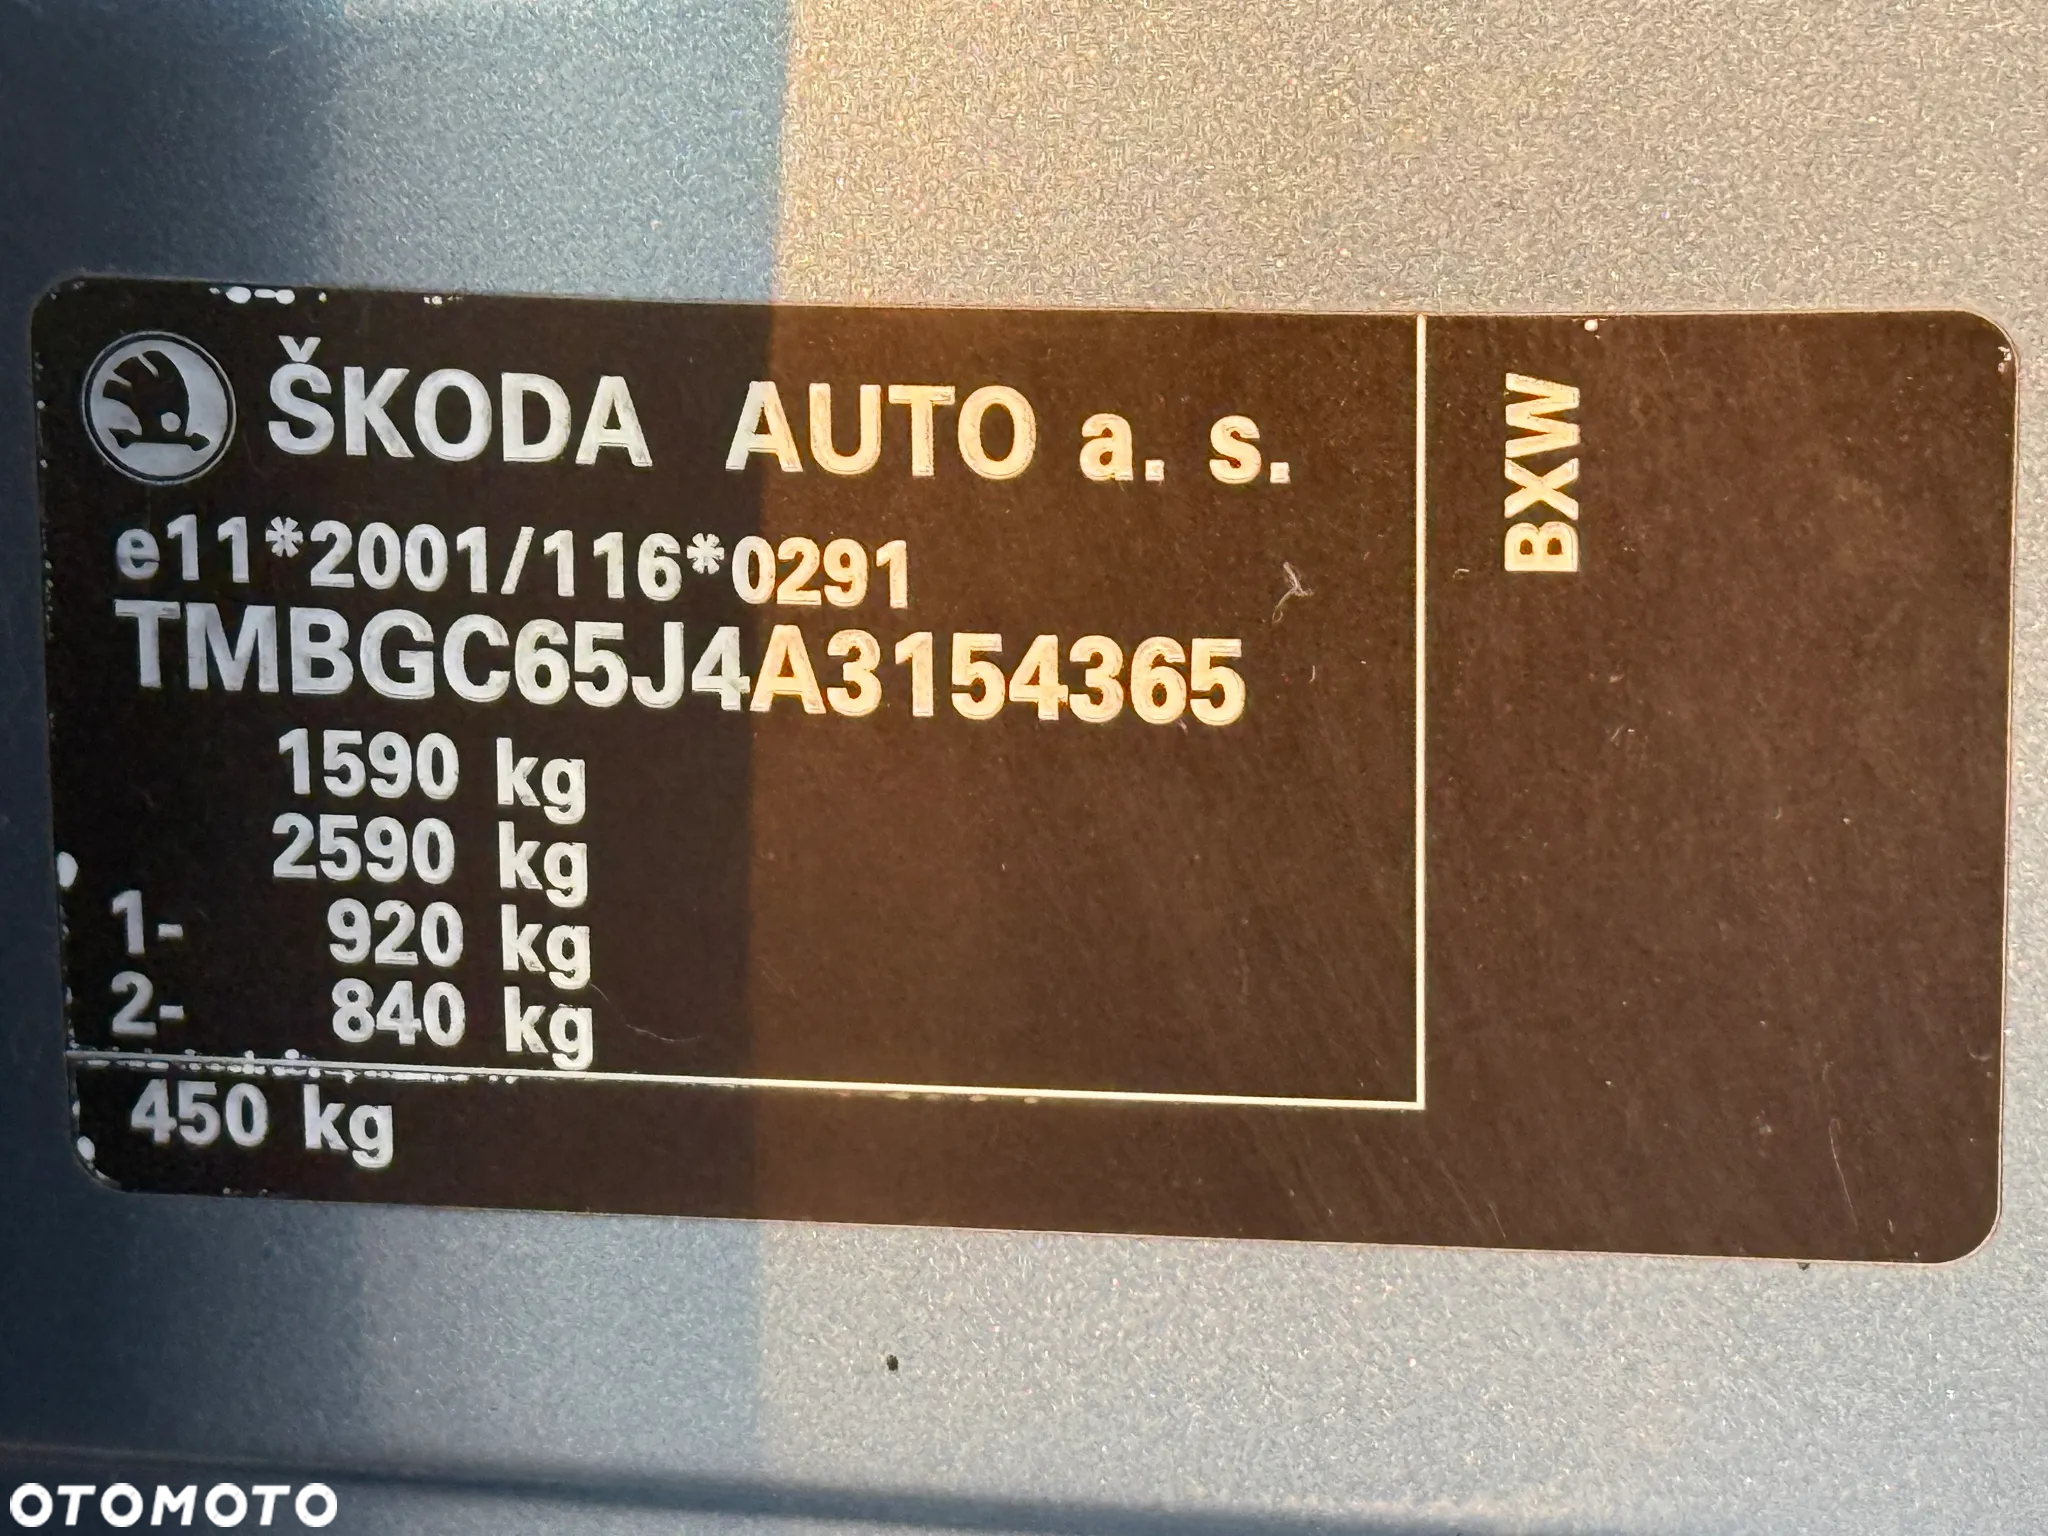 ŠKODA AUTO a. s.
e11*2001/116*0291
TMBGC65J4A3154365
1590 kg
2590 kg
1- 920 kg
2- 840 kg
450 kg
BXW
OTOMOTO